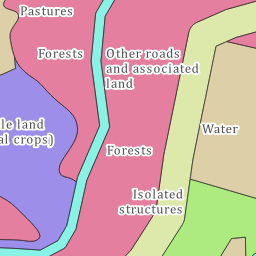 Pastures
Forests
Other roads
and associated
land
le land
al crops)
Water
Forests
Isolated
structures